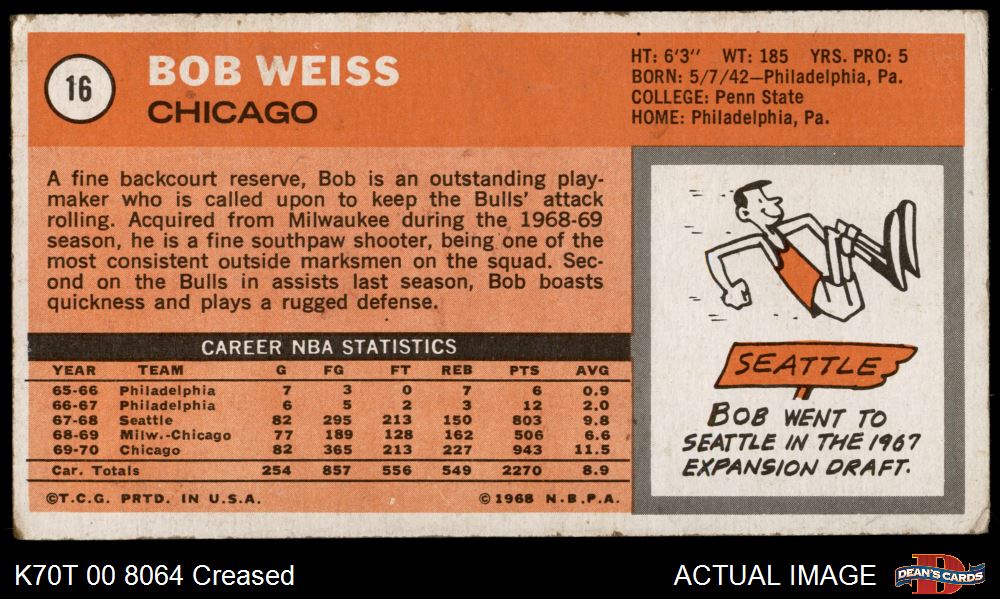 16
BOB WEISS
CHICAGO
HT: 6'3" WT: 185 YRS. PRO: 5
BORN: 5/7/42—Philadelphia, Pa.
COLLEGE: Penn State
HOME: Philadelphia, Pa.
A fine backcourt reserve, Bob is an outstanding play-
maker who is called upon to keep the Bulls' attack
rolling. Acquired from Milwaukee during the 1968-69
season, he is a fine southpaw shooter, being one of the
most consistent outside marksmen on the squad. Sec-
ond on the Bulls in assists last season, Bob boasts
quickness and plays a rugged defense.
CAREER NBA STATISTICS
YEAR TEAM G FG FT REB PTS AVG
65-66 Philadelphia 7 3 0 7 6 0.9
66-67 Philadelphia 6 5 2 3 12 2.0
67-68 Seattle 82 295 213 150 803 9.8
68-69 Milw.-Chicago 77 189 128 162 506 6.6
69-70 Chicago 82 365 213 227 943 11.5
Car. Totals 254 857 556 549 2270 8.9
©T.C.G. PRTD. IN U.S.A. ©1968 N.B.P.A.
SEATTLE
BOB WENT TO
SEATTLE IN THE 1967
EXPANSION DRAFT.
K70T 00 8064 Creased
ACTUAL IMAGE
D
DEAN'S CARDS